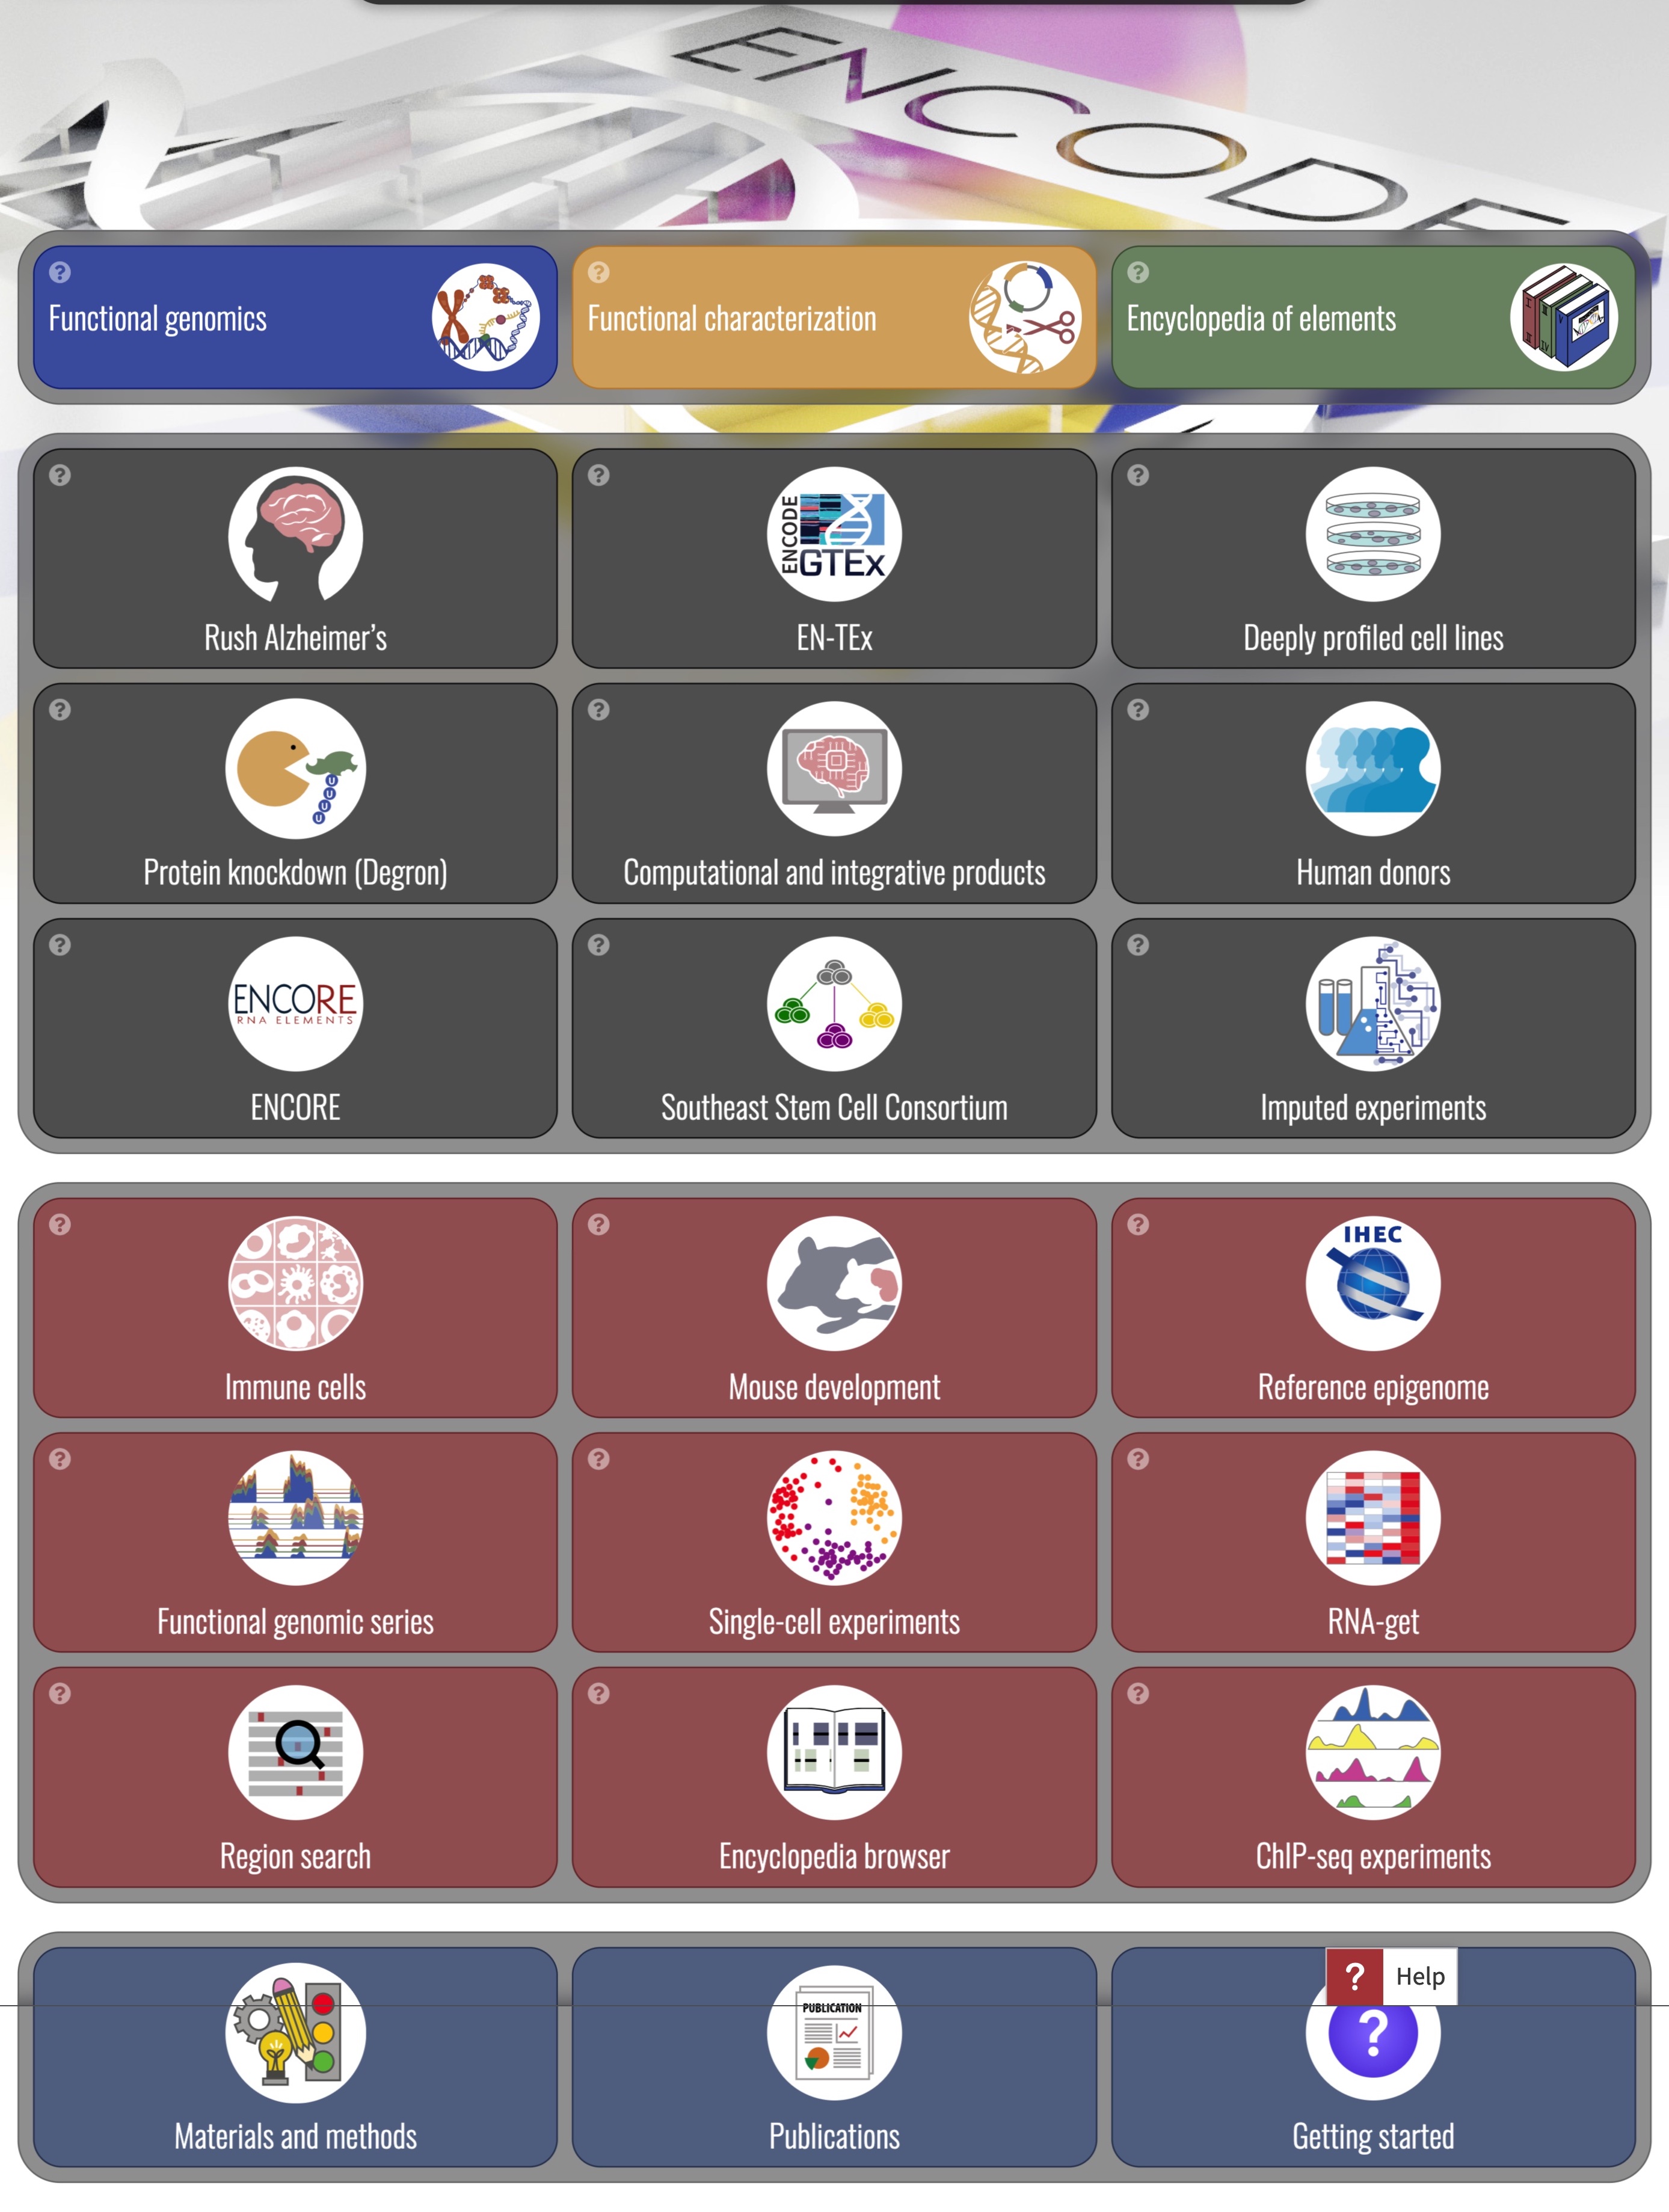 ENCODE
Functional genomics
Functional characterization
Encyclopedia of elements
ENCODE
GTEx
Rush Alzheimer’s
EN-TEx
Deeply profiled cell lines
U
U
U
U
Protein knockdown (Degron)
Computational and integrative products
Human donors
ENCORE
RNA ELEMENTS
ENCORE
Southeast Stem Cell Consortium
Imputed experiments
IHEC
Immune cells
Mouse development
Reference epigenome
Functional genomic series
Single-cell experiments
RNA-get
Region search
Encyclopedia browser
ChIP-seq experiments
? Help
PUBLICATION
?
Materials and methods
Publications
Getting started